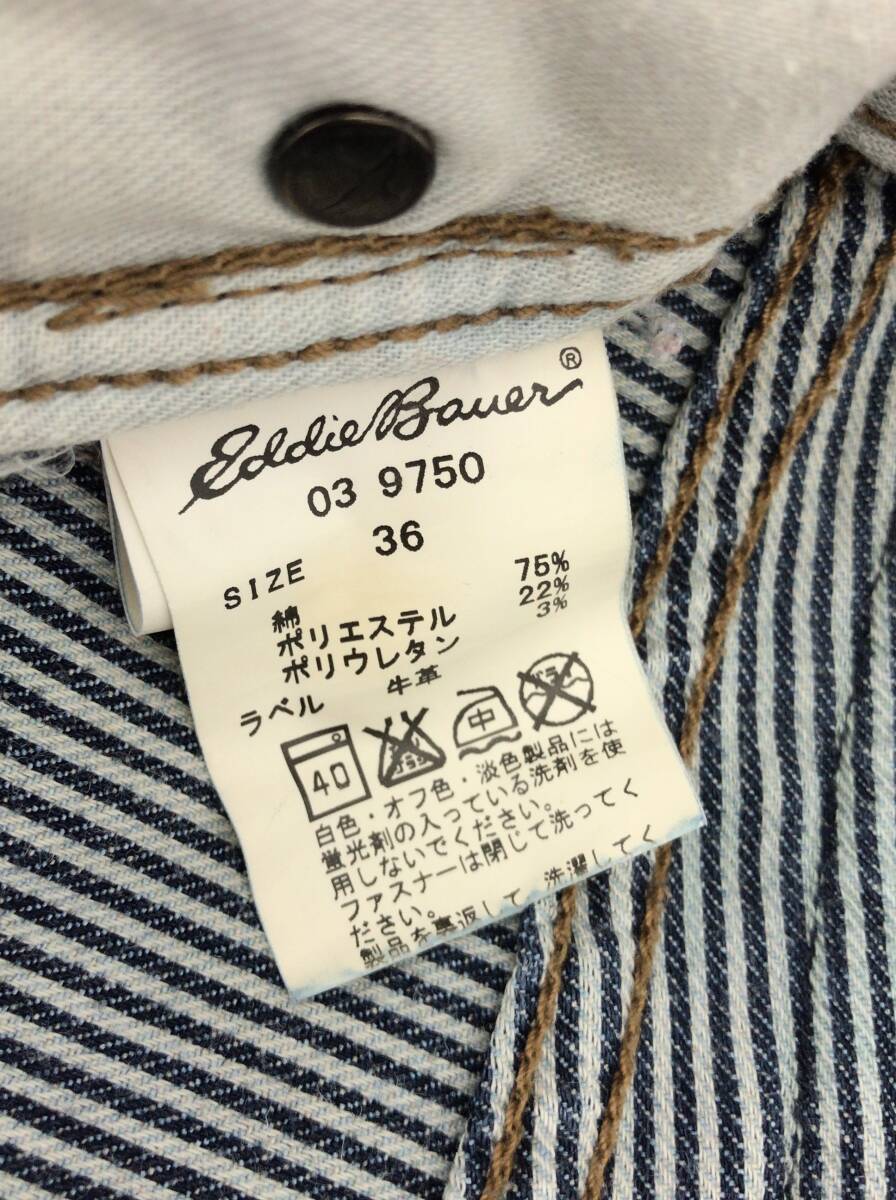 Eddie Bauer®
03 9750
SIZE 36
綿 75%
ポリエステル 22%
ポリウレタン 3%
ラベル 牛革
40 中 ドライ
白色・オフ色・淡色製品には
蛍光剤の入っている洗剤を使
用しないでください。
ファスナーは閉じて洗ってく
ださい。
製品を裏返して、洗濯してく